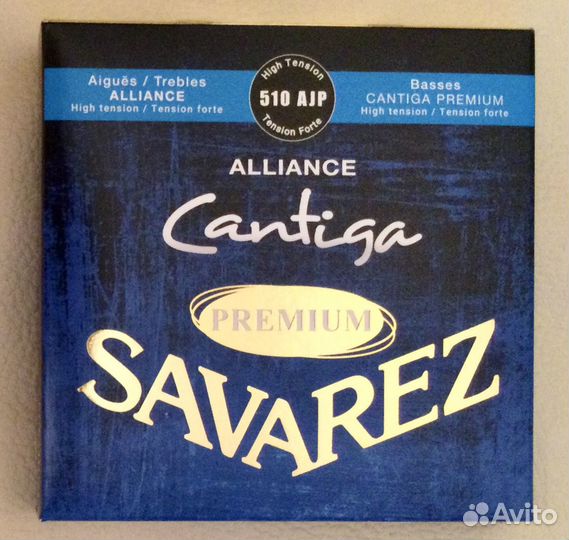 Aiguës / Trebles
ALLIANCE
High tension / Tension forte
High Tension
510 AJP
Tension Forte
Basses
CANTIGA PREMIUM
High tension / Tension forte
ALLIANCE
Cantiga
PREMIUM
SAVAREZ
Avito